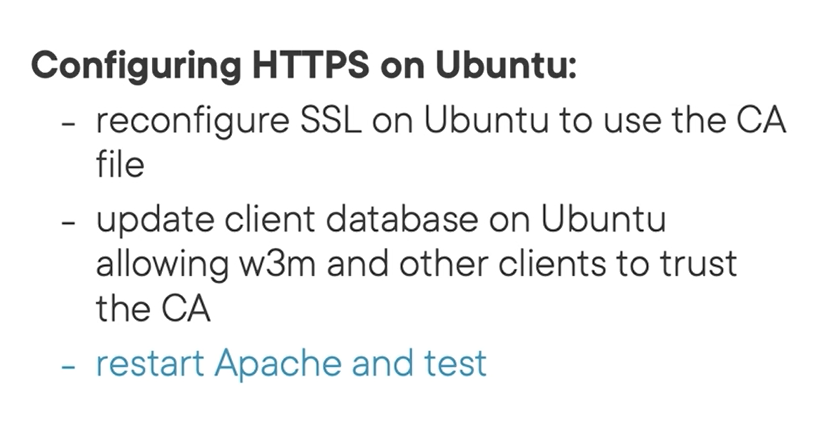 Configuring HTTPS on Ubuntu:
- reconfigure SSL on Ubuntu to use the CA
file
- update client database on Ubuntu
allowing w3m and other clients to trust
the CA
- restart Apache and test